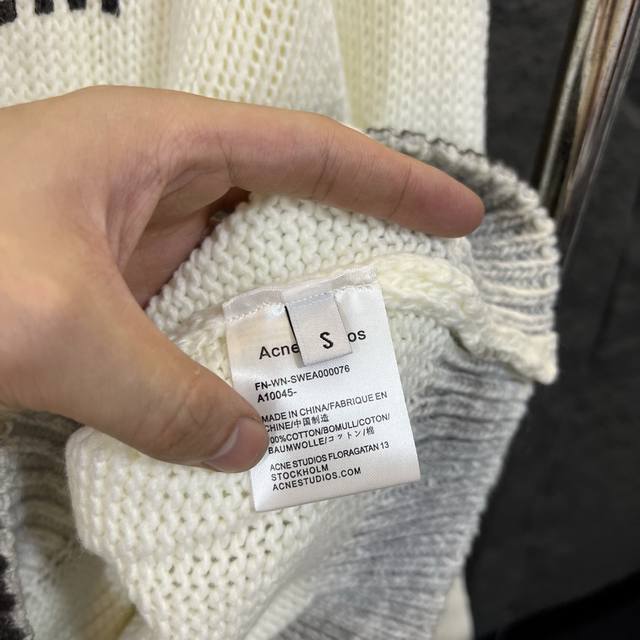 S
Acne
os
FN-WN-SWEA000076
A10045-
MADE IN CHINA/FABRIQUE EN
CHINE/中国制造
100%COTTON/BOMULL/COTON/
BAUMWOLLE/コットン/棉
ACNE STUDIOS FLORAGATAN 13
STOCKHOLM
ACNESTUDIOS.COM